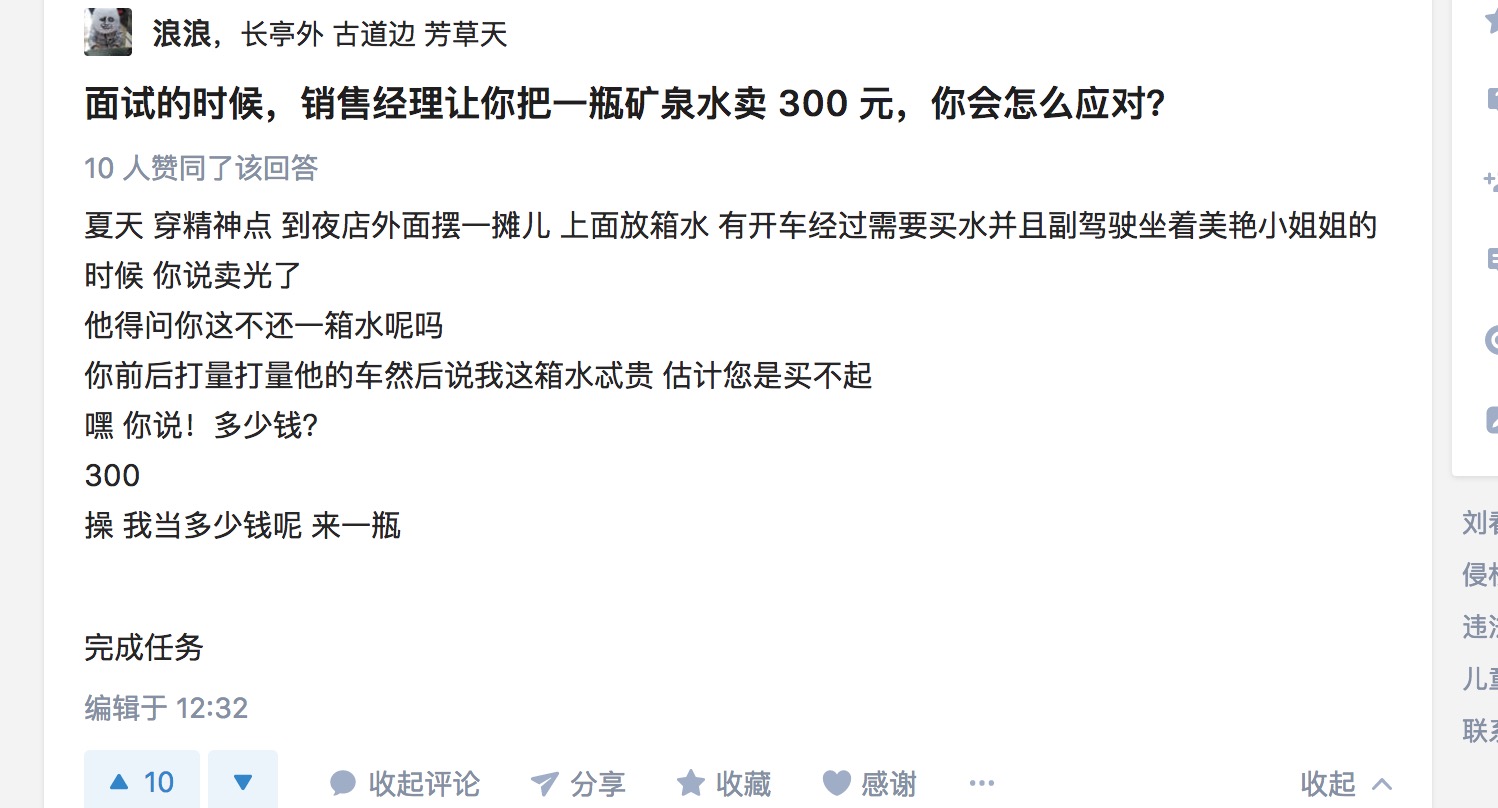 浪浪，长亭外 古道边 芳草天
面试的时候，销售经理让你把一瓶矿泉水卖 300 元，你会怎么应对？
10 人赞同了该回答
夏天 穿精神点 到夜店外面摆一摊儿 上面放箱水 有开车经过需要买水并且副驾驶坐着美艳小姐姐的
时候 你说卖光了
他得问你这不还一箱水呢吗
你前后打量打量他的车然后说我这箱水忒贵 估计您是买不起
嘿 你说！多少钱？
300
操 我当多少钱呢 来一瓶
完成任务
编辑于 12:32
10 收起评论 分享 收藏 感谢 ··· 收起
刘
侵
违
儿
联